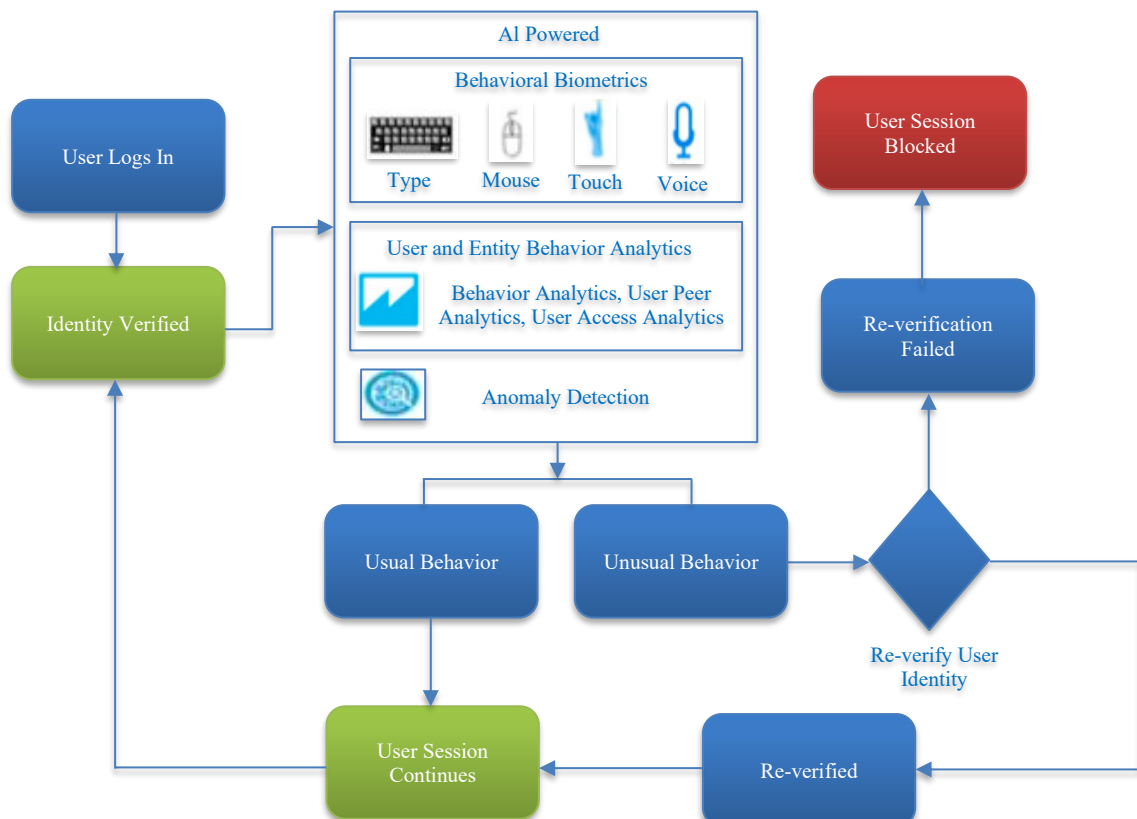 AI Powered
Behavioral Biometrics
Type
Mouse
Touch
Voice
User and Entity Behavior Analytics
Behavior Analytics, User Peer
Analytics, User Access Analytics
Anomaly Detection
User Logs In
Identity Verified
User Session
Blocked
Re-verification
Failed
Usual Behavior
Unusual Behavior
Re-verify User
Identity
User Session
Continues
Re-verified